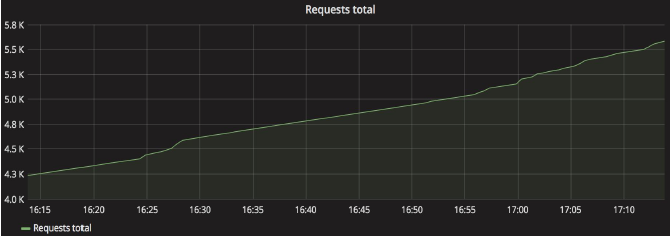 Requests total
5.8 K
5.5 K
5.3 K
5.0 K
4.8 K
4.5 K
4.3 K
4.0 K
16:15 16:20 16:25 16:30 16:35 16:40 16:45 16:50 16:55 17:00 17:05 17:10
Requests total